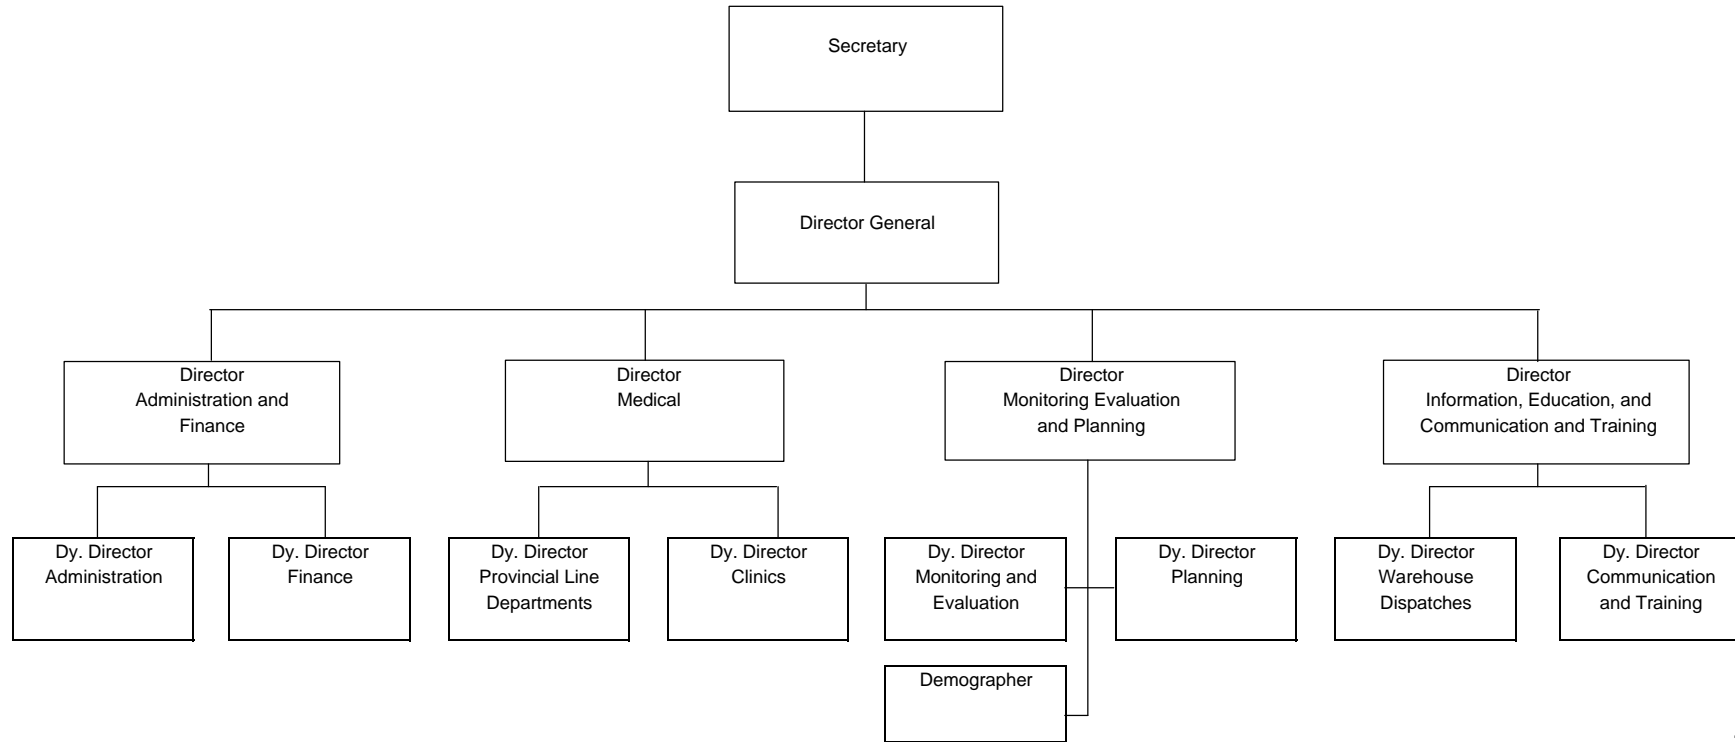 Secretary
Director General
Director
Administration and
Finance
Director
Medical
Director
Monitoring Evaluation
and Planning
Director
Information, Education, and
Communication and Training
Dy. Director
Administration
Dy. Director
Finance
Dy. Director
Provincial Line
Departments
Dy. Director
Clinics
Dy. Director
Monitoring and
Evaluation
Dy. Director
Planning
Dy. Director
Warehouse
Dispatches
Dy. Director
Communication
and Training
Demographer